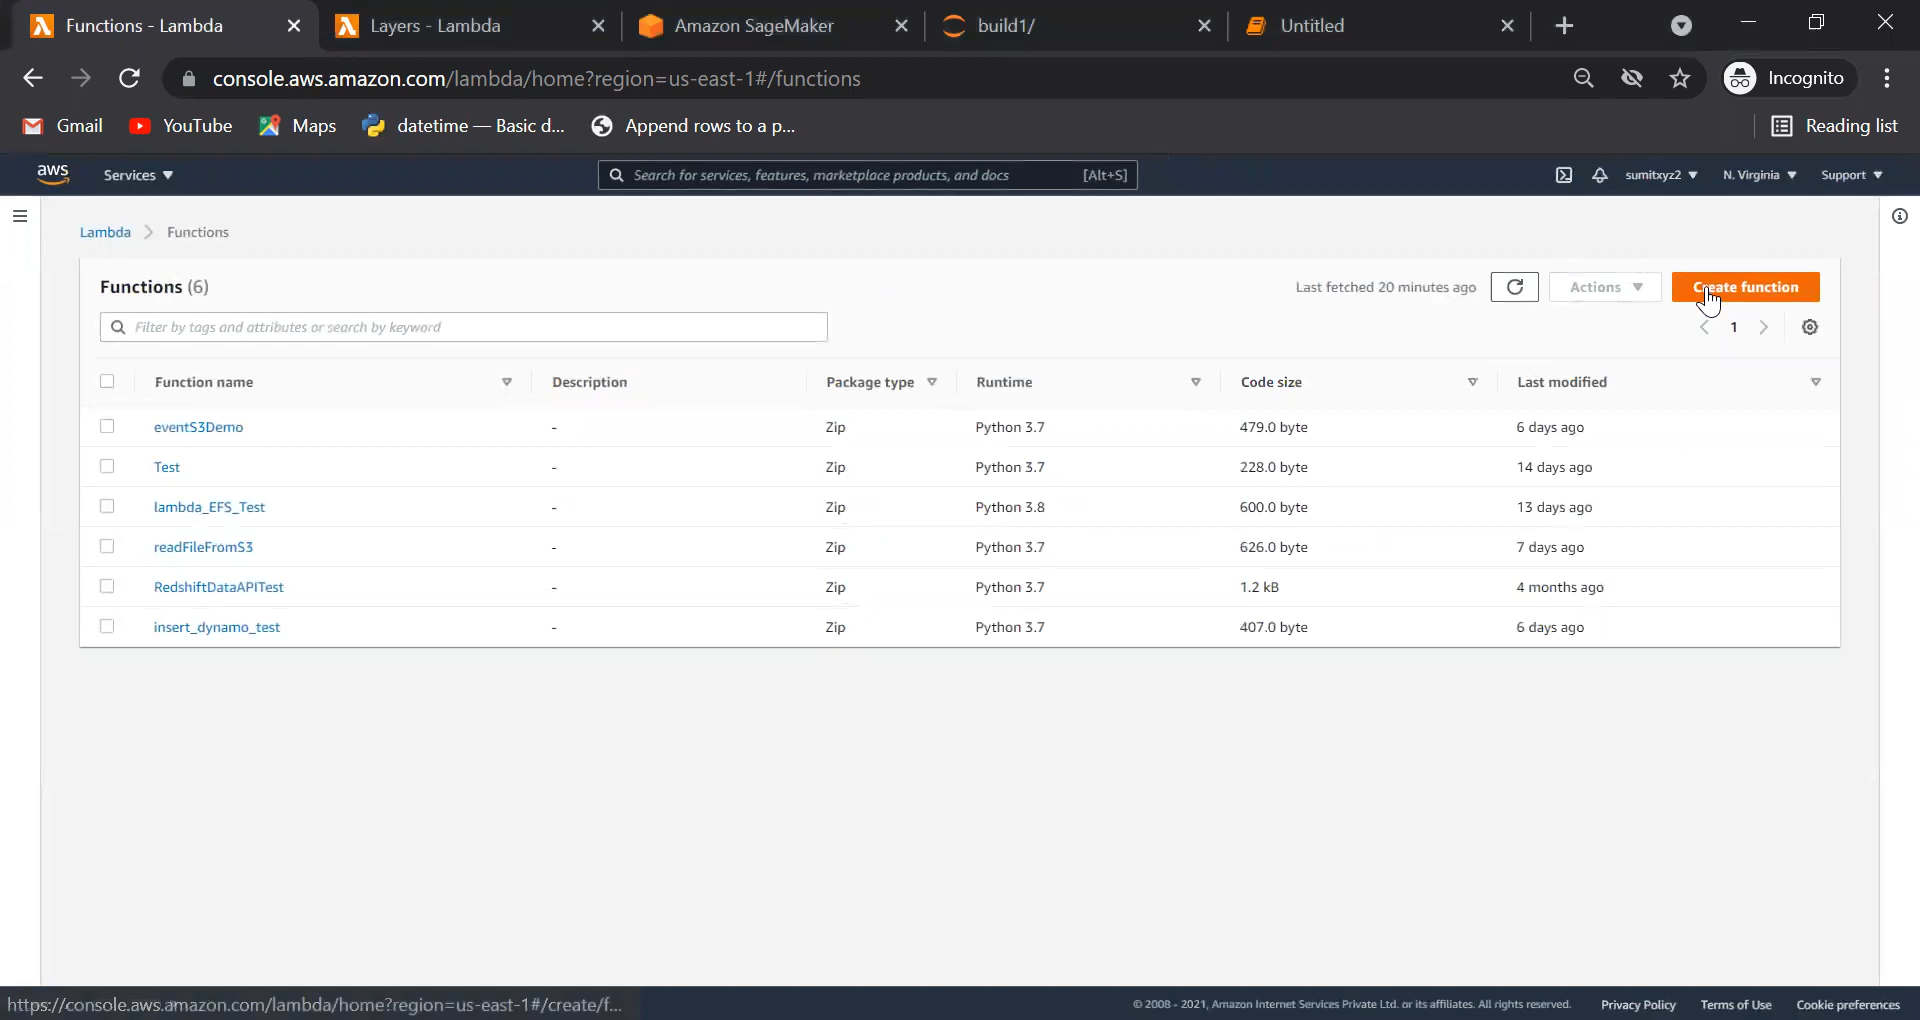 Functions - Lambda
Layers - Lambda
Amazon SageMaker
build1/
Untitled
console.aws.amazon.com/lambda/home?region=us-east-1#/functions
Incognito
Gmail
YouTube
Maps
datetime — Basic d...
Append rows to a p...
Reading list
aws
Services
Search for services, features, marketplace products, and docs
[Alt+S]
sumitxyz2
N. Virginia
Support
Lambda > Functions
Functions (6)
Last fetched 20 minutes ago
Actions
Create function
Filter by tags and attributes or search by keyword
1
Function name Description Package type Runtime Code size Last modified
eventS3Demo - Zip Python 3.7 479.0 byte 6 days ago
Test - Zip Python 3.7 228.0 byte 14 days ago
lambda_EFS_Test - Zip Python 3.8 600.0 byte 13 days ago
readFileFromS3 - Zip Python 3.7 626.0 byte 7 days ago
RedshiftDataAPITest - Zip Python 3.7 1.2 kB 4 months ago
insert_dynamo_test - Zip Python 3.7 407.0 byte 6 days ago
https://console.aws.amazon.com/lambda/home?region=us-east-1#/create/f...
© 2008 - 2021, Amazon Internet Services Private Ltd. or its affiliates. All rights reserved.
Privacy Policy
Terms of Use
Cookie preferences